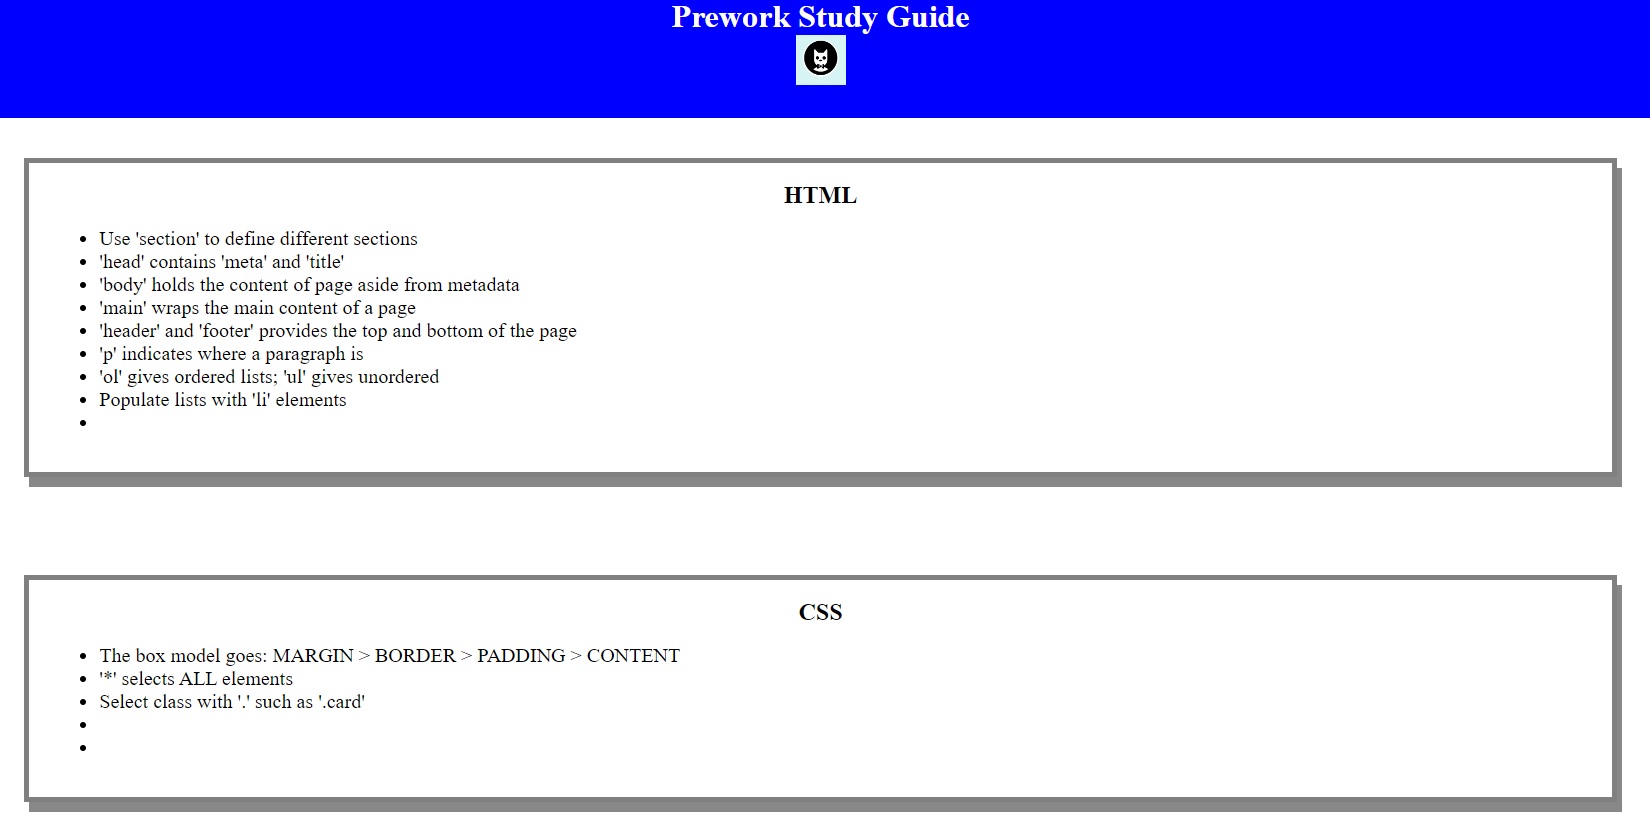 Prework Study Guide
HTML
Use 'section' to define different sections
'head' contains 'meta' and 'title'
'body' holds the content of page aside from metadata
'main' wraps the main content of a page
'header' and 'footer' provides the top and bottom of the page
'p' indicates where a paragraph is
'ol' gives ordered lists; 'ul' gives unordered
Populate lists with 'li' elements
CSS
The box model goes: MARGIN > BORDER > PADDING > CONTENT
'*' selects ALL elements
Select class with '.' such as '.card'